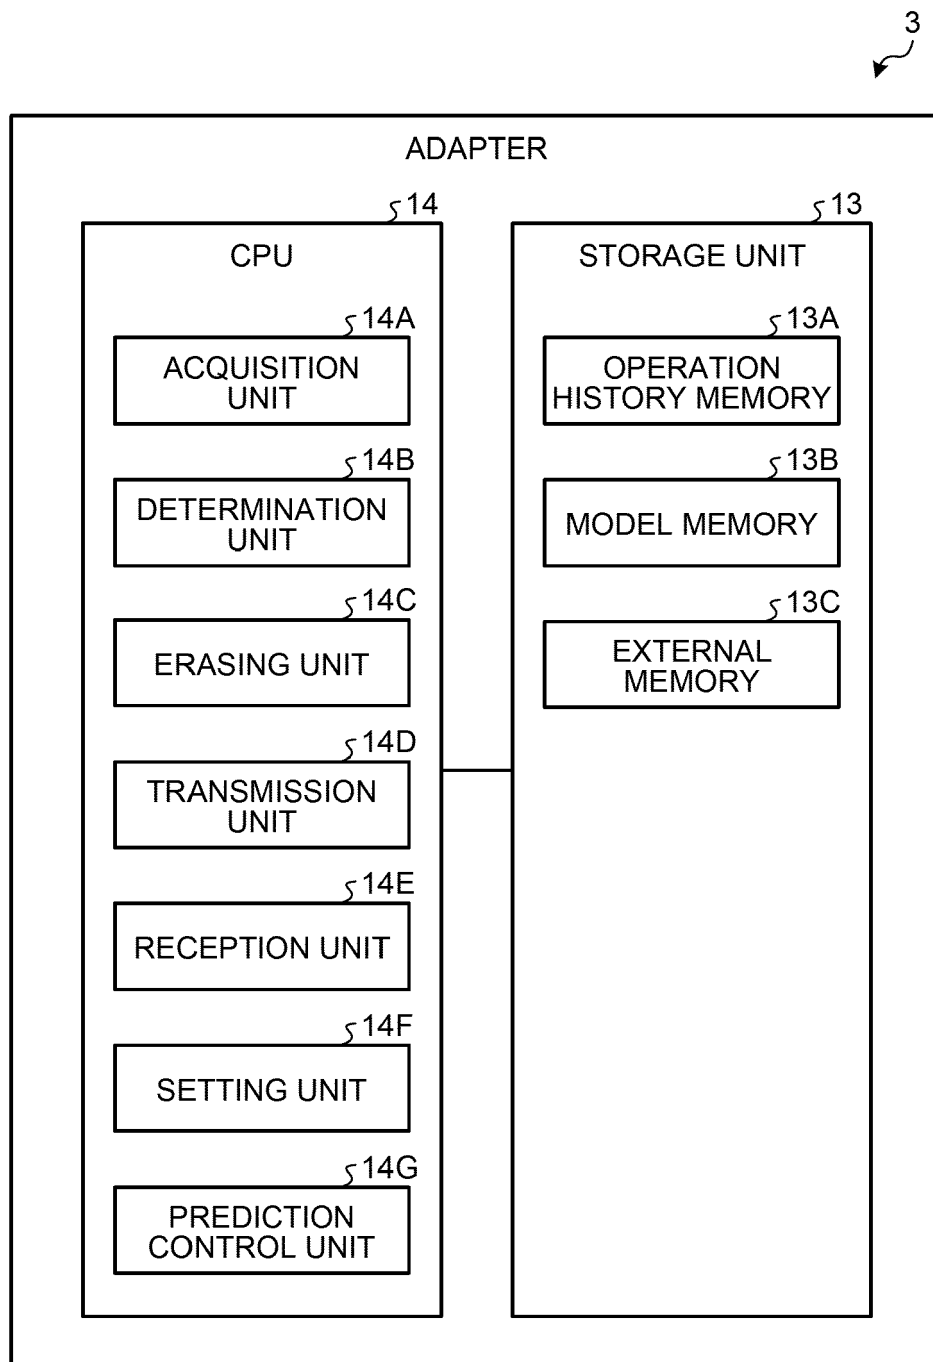 3
ADAPTER
14
CPU
14A
ACQUISITION
UNIT
14B
DETERMINATION
UNIT
14C
ERASING UNIT
14D
TRANSMISSION
UNIT
14E
RECEPTION UNIT
14F
SETTING UNIT
14G
PREDICTION
CONTROL UNIT
13
STORAGE UNIT
13A
OPERATION
HISTORY MEMORY
13B
MODEL MEMORY
13C
EXTERNAL
MEMORY